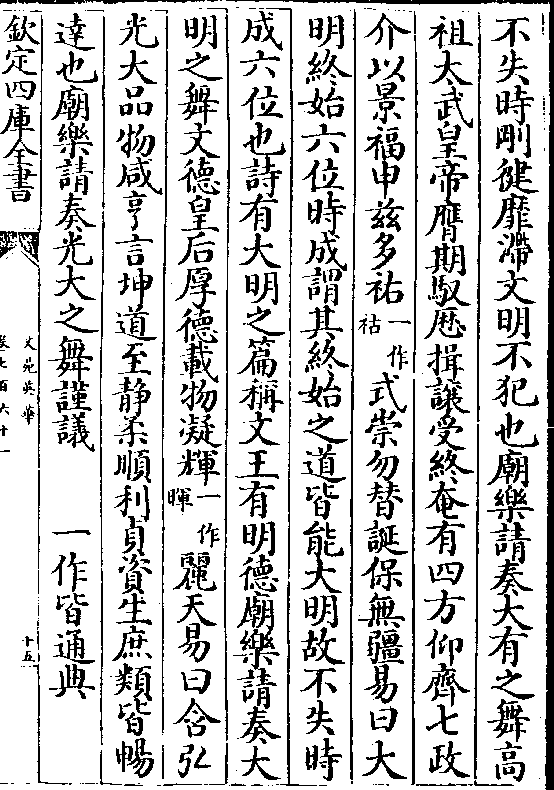 不失時剛健靡滯文明不犯也廟樂請奏大有之舞高
祖太武皇帝膺期馭厯揖讓受終奄有四方仰齊七政
介以景福申兹多祐一作祜式崇勿替誕保無疆易曰大
明終始六位時成謂其終始之道皆能大明故不失時
成六位也詩有大明之篇稱文王有明德廟樂請奏大
明之舞文德皇后厚德載物凝輝一作暉麗天易曰含弘
光大品物咸亨言坤道至静柔順利貞資生庶類皆暢
達也廟樂請奏光大之舞謹議　一作皆通典
欽定四庫全書
文苑英華
卷七百六十一
十五